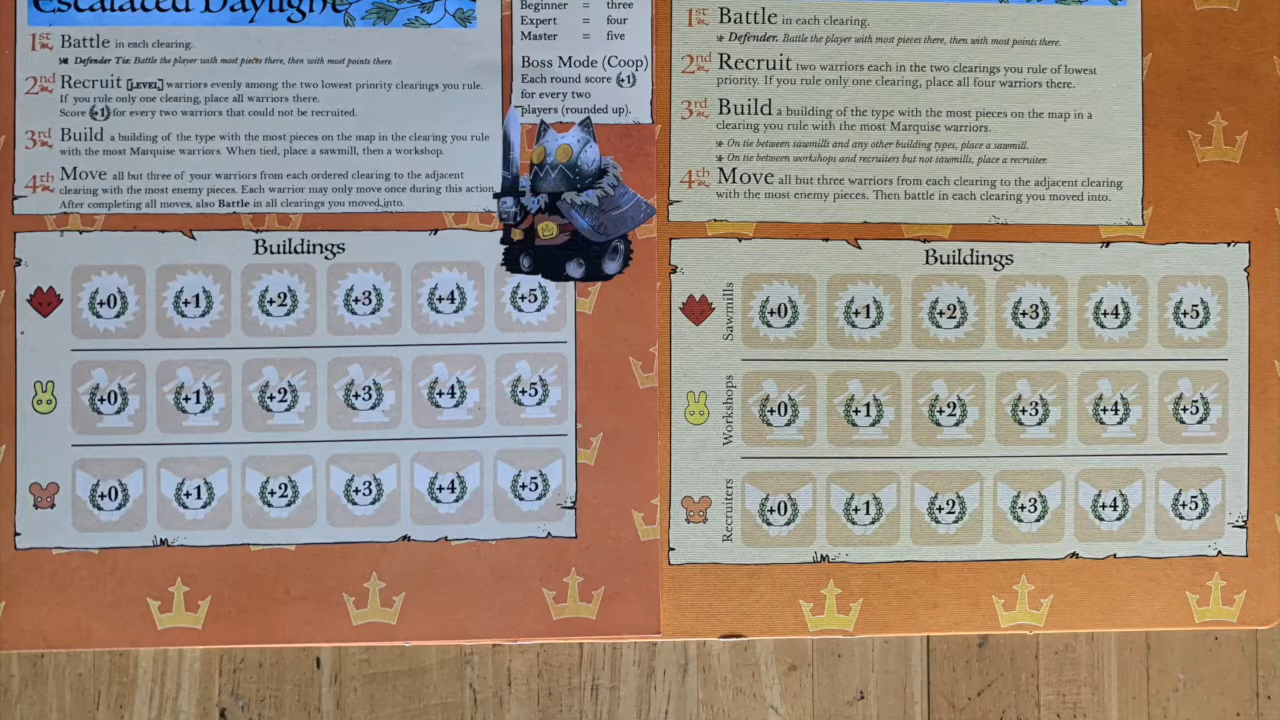 Escalated Daylight
1st Battle in each clearing.
Defender Tie: Battle the player with most pieces there, then with most points there.
2nd Recruit [LEVEL] warriors evenly among the two lowest priority clearings you rule.
If you rule only one clearing, place all warriors there.
Score +1 for every two warriors that could not be recruited.
3rd Build a building of the type with the most pieces on the map in the clearing you rule
with the most Marquise warriors. When tied, place a sawmill, then a workshop.
4th Move all but three of your warriors from each ordered clearing to the adjacent
clearing with the most enemy pieces. Each warrior may only move once during this action.
After completing all moves, also Battle in all clearings you moved into.
Beginner = three
Expert = four
Master = five
Boss Mode (Coop)
Each round score +1
for every two
players (rounded up).
Buildings
+0 +1 +2 +3 +4 +5
+0 +1 +2 +3 +4 +5
+0 +1 +2 +3 +4 +5
1st Battle in each clearing.
Defender. Battle the player with most pieces there, then with most points there.
2nd Recruit two warriors each in the two clearings you rule of lowest
priority. If you rule only one clearing, place all four warriors there.
3rd Build a building of the type with the most pieces on the map in a
clearing you rule with the most Marquise warriors.
On tie between sawmills and any other building types, place a sawmill.
On tie between workshops and recruiters but not sawmills, place a recruiter.
4th Move all but three warriors from each clearing to the adjacent clearing
with the most enemy pieces. Then battle in each clearing you moved into.
Buildings
Sawmills +0 +1 +2 +3 +4 +5
Workshops +0 +1 +2 +3 +4 +5
Recruiters +0 +1 +2 +3 +4 +5